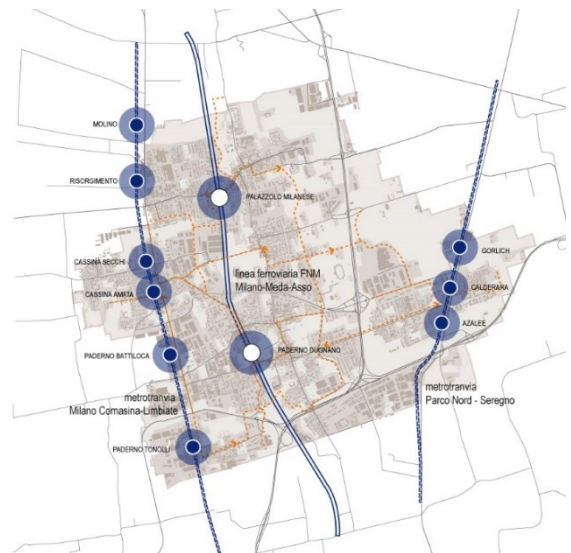 MOLINO
RISORGIMENTO
PALAZZOLO MILANESE
CASSINA SECCHI
GORLICH
linea ferroviaria FNM
Milano-Meda-Asso
CASSINA AMATA
CALDERARA
AZALEE
PADERNO BATTILOCA
PADERNO DUGNANO
metrotranvia
Milano Comasina-Limbiate
metrotranvia
Parco Nord - Seregno
PADERNO TONOLLI